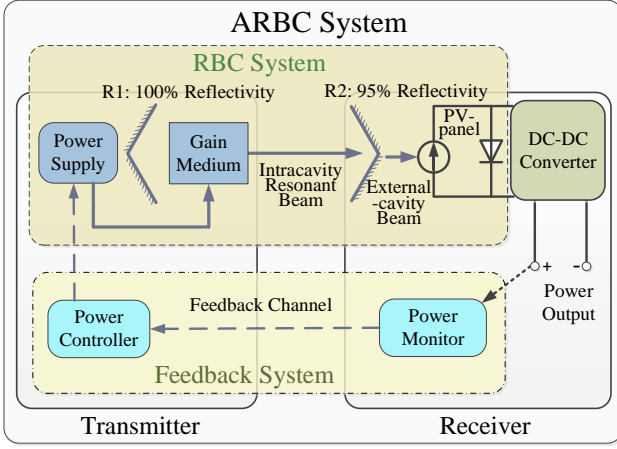 ARBC System
RBC System
R1: 100% Reflectivity
R2: 95% Reflectivity
Power
Supply
Gain
Medium
Intracavity
Resonant
Beam
External
-cavity
Beam
PV-
panel
DC-DC
Converter
+
-
Power
Output
Power
Controller
Feedback Channel
Power
Monitor
Feedback System
Transmitter
Receiver